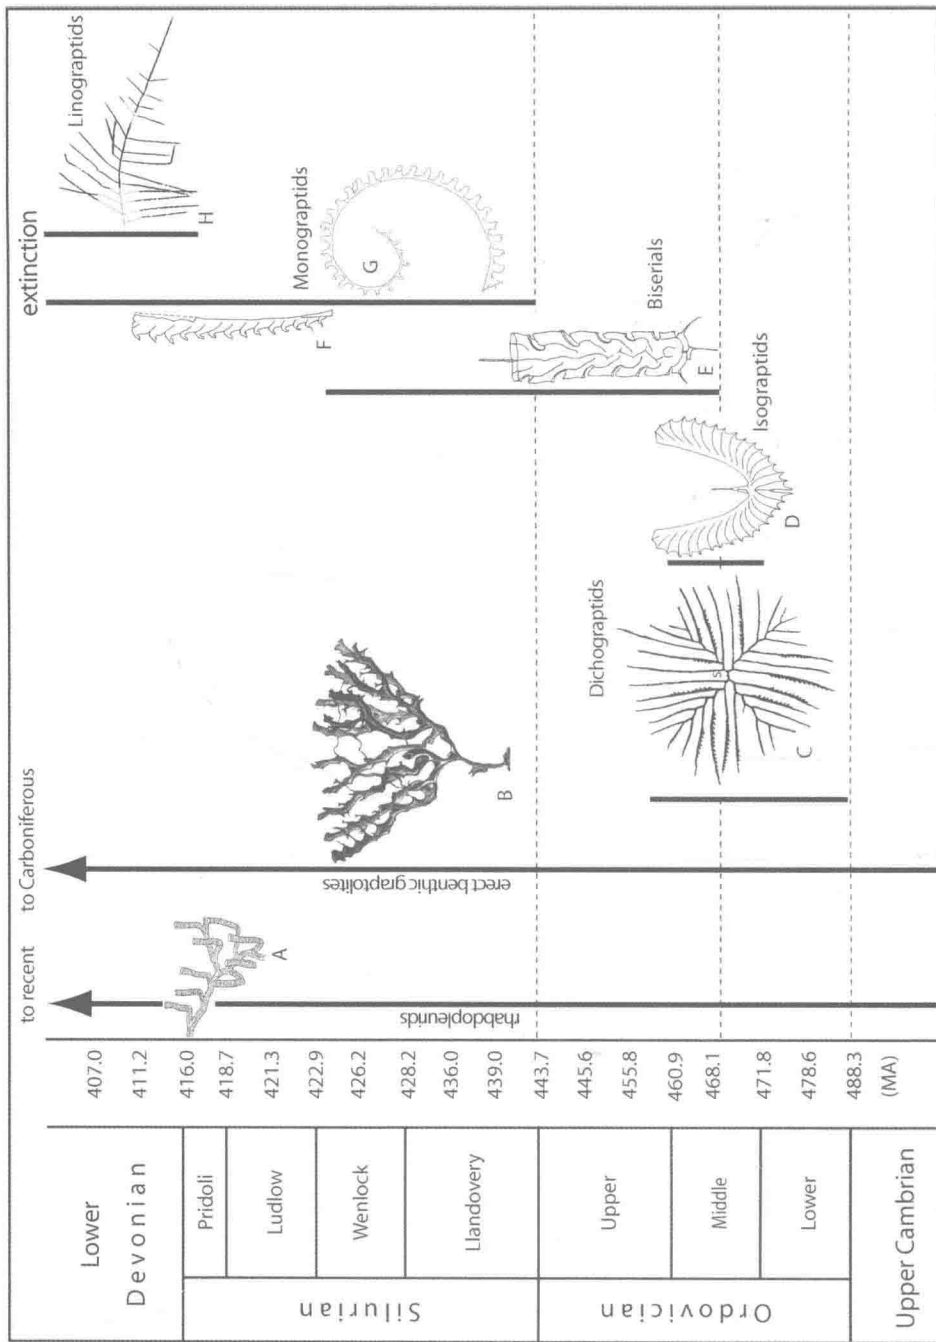 extinction
to recent
to Carboniferous
Linograptids
H
Monograptids
G
F
Biserials
E
Isograptids
D
Dichograptids
s
C
erect benthic graptolites
B
A
rhabdopleurids
407.0
411.2
416.0
418.7
421.3
422.9
426.2
428.2
436.0
439.0
443.7
445.6
455.8
460.9
468.1
471.8
478.6
488.3
(MA)
Lower
Devonian
Pridoli
Ludlow
Wenlock
Llandovery
Silurian
Upper
Middle
Lower
Ordovician
Upper Cambrian